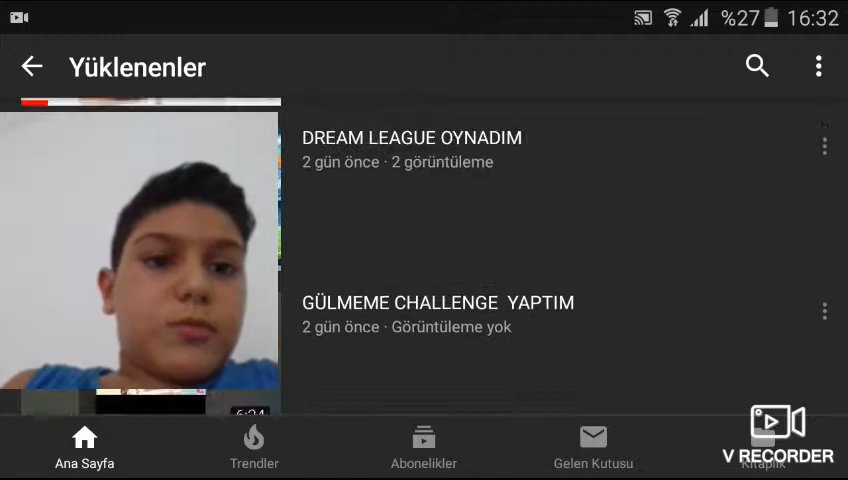 %27 16:32
Yüklenenler
DREAM LEAGUE OYNADIM
2 gün önce · 2 görüntüleme
GÜLMEME CHALLENGE YAPTIM
2 gün önce · Görüntüleme yok
6:24
V RECORDER
Ana Sayfa
Trendler
Abonelikler
Gelen Kutusu
Kitaplık